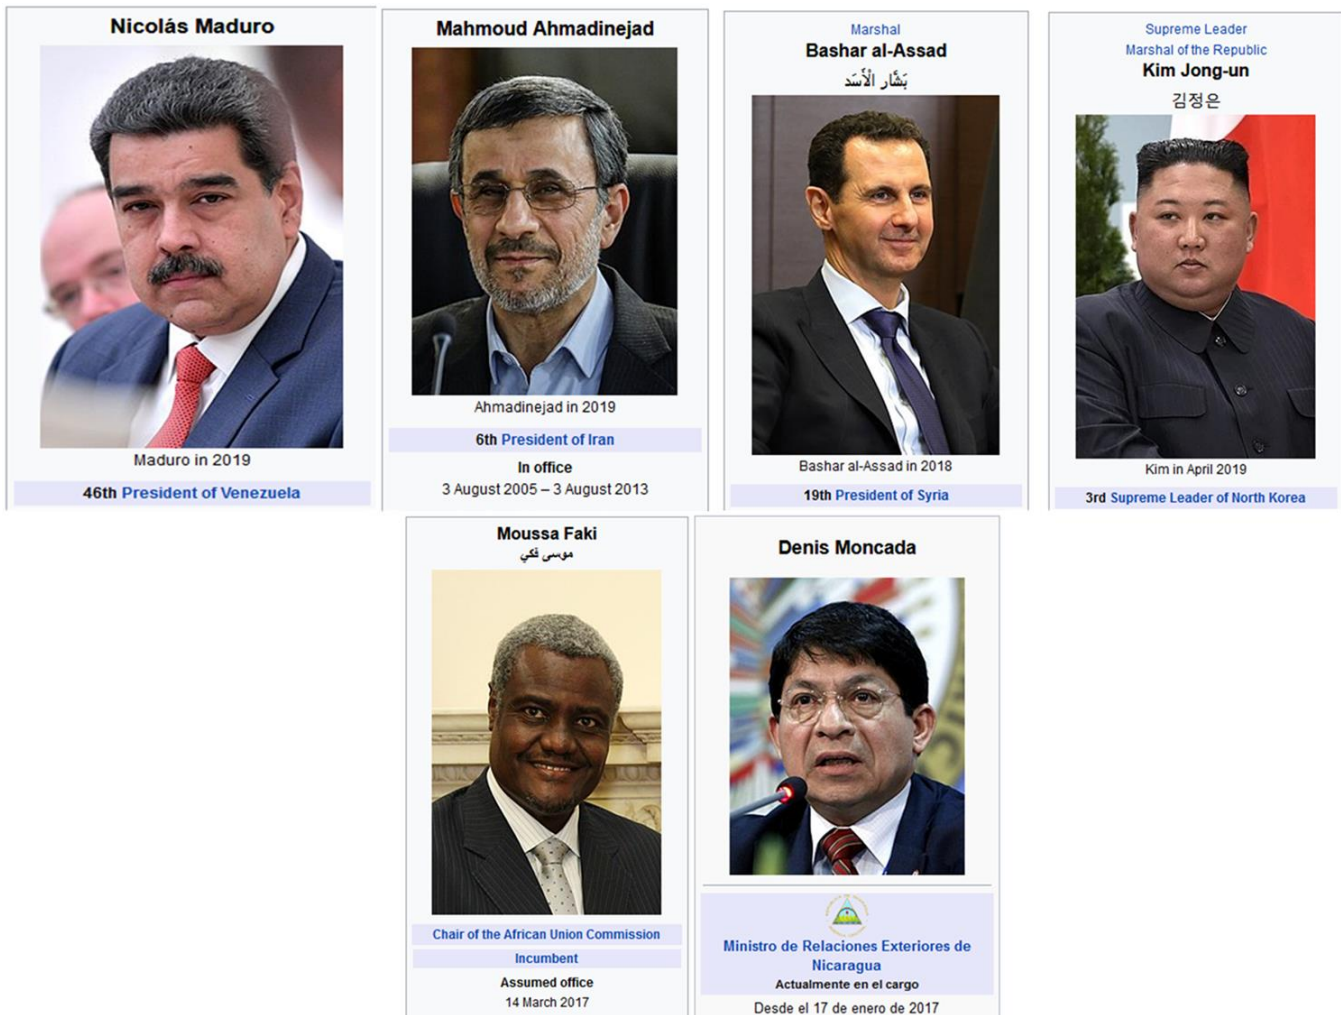 Nicolás Maduro
Maduro in 2019
46th President of Venezuela
Mahmoud Ahmadinejad
Ahmadinejad in 2019
6th President of Iran
In office
3 August 2005 – 3 August 2013
Marshal
Bashar al-Assad
بَشَّار ٱلْأَسَد
Bashar al-Assad in 2018
19th President of Syria
Supreme Leader
Marshal of the Republic
Kim Jong-un
김정은
Kim in April 2019
3rd Supreme Leader of North Korea
Moussa Faki
موسى فكي
Chair of the African Union Commission
Incumbent
Assumed office
14 March 2017
Denis Moncada
Ministro de Relaciones Exteriores de
Nicaragua
Actualmente en el cargo
Desde el 17 de enero de 2017